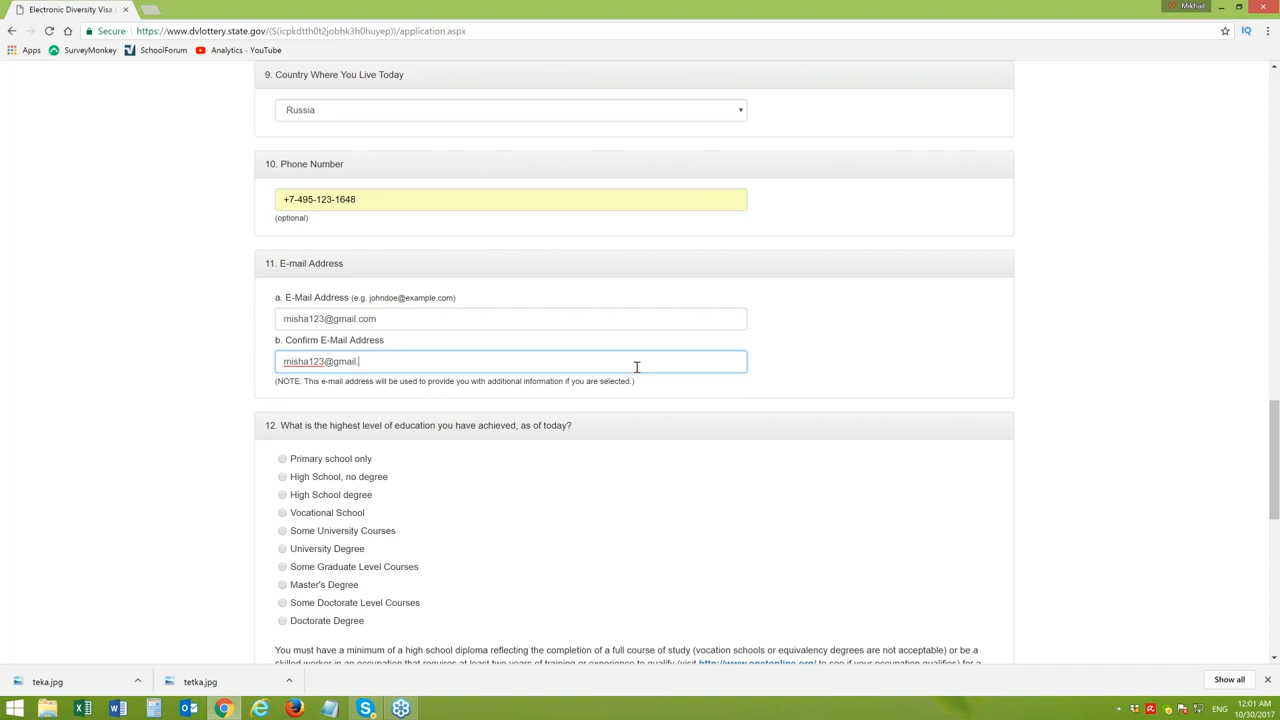 Electronic Diversity Visa
Mikhail
Secure https://www.dvlottery.state.gov/(S(icpkdtth0t2jobhk3h0huyep))/application.aspx
Apps SurveyMonkey SchoolForum Analytics - YouTube
9. Country Where You Live Today
Russia
10. Phone Number
+7-495-123-1648
(optional)
11. E-mail Address
a. E-Mail Address (e.g. johndoe@example.com)
misha123@gmail.com
b. Confirm E-Mail Address
misha123@gmail.
(NOTE: This e-mail address will be used to provide you with additional information if you are selected.)
12. What is the highest level of education you have achieved, as of today?
Primary school only
High School, no degree
High School degree
Vocational School
Some University Courses
University Degree
Some Graduate Level Courses
Master's Degree
Some Doctorate Level Courses
Doctorate Degree
You must have a minimum of a high school diploma reflecting the completion of a full course of study (vocation schools or equivalency degrees are not acceptable) or be a
skilled worker in an occupation that requires at least two years of training or experience to qualify (visit http://www.onetonline.org/ to see if your occupation qualifies) for a
teka.jpg tetka.jpg Show all
ENG 12:01 AM
10/30/2017